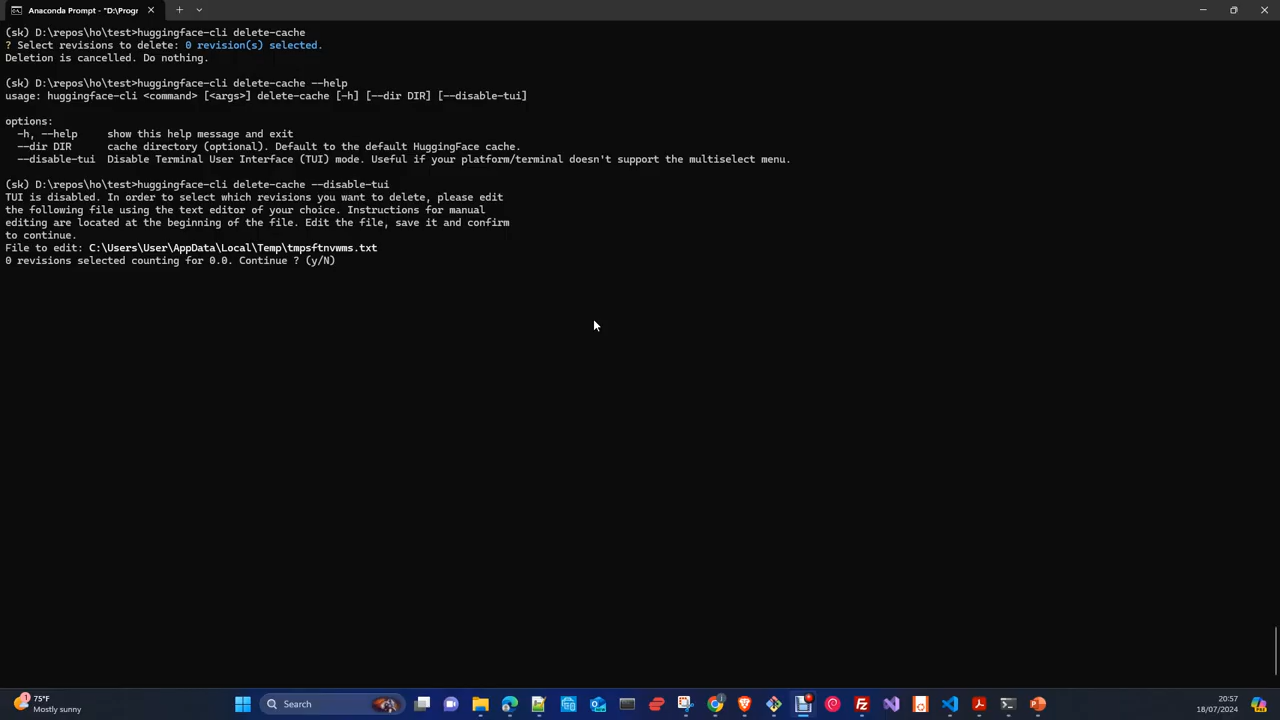 Anaconda Prompt - "D:\Progr
(sk) D:\repos\ho\test>huggingface-cli delete-cache
? Select revisions to delete: 0 revision(s) selected.
Deletion is cancelled. Do nothing.
(sk) D:\repos\ho\test>huggingface-cli delete-cache --help
usage: huggingface-cli <command> [<args>] delete-cache [-h] [--dir DIR] [--disable-tui]
options:
-h, --help show this help message and exit
--dir DIR cache directory (optional). Default to the default HuggingFace cache.
--disable-tui Disable Terminal User Interface (TUI) mode. Useful if your platform/terminal doesn't support the multiselect menu.
(sk) D:\repos\ho\test>huggingface-cli delete-cache --disable-tui
TUI is disabled. In order to select which revisions you want to delete, please edit
the following file using the text editor of your choice. Instructions for manual
editing are located at the beginning of the file. Edit the file, save it and confirm
to continue.
File to edit: C:\Users\User\AppData\Local\Temp\tmpsftnvwms.txt
0 revisions selected counting for 0.0. Continue ? (y/N)
1
75°F
Mostly sunny
Search
20:57
18/07/2024